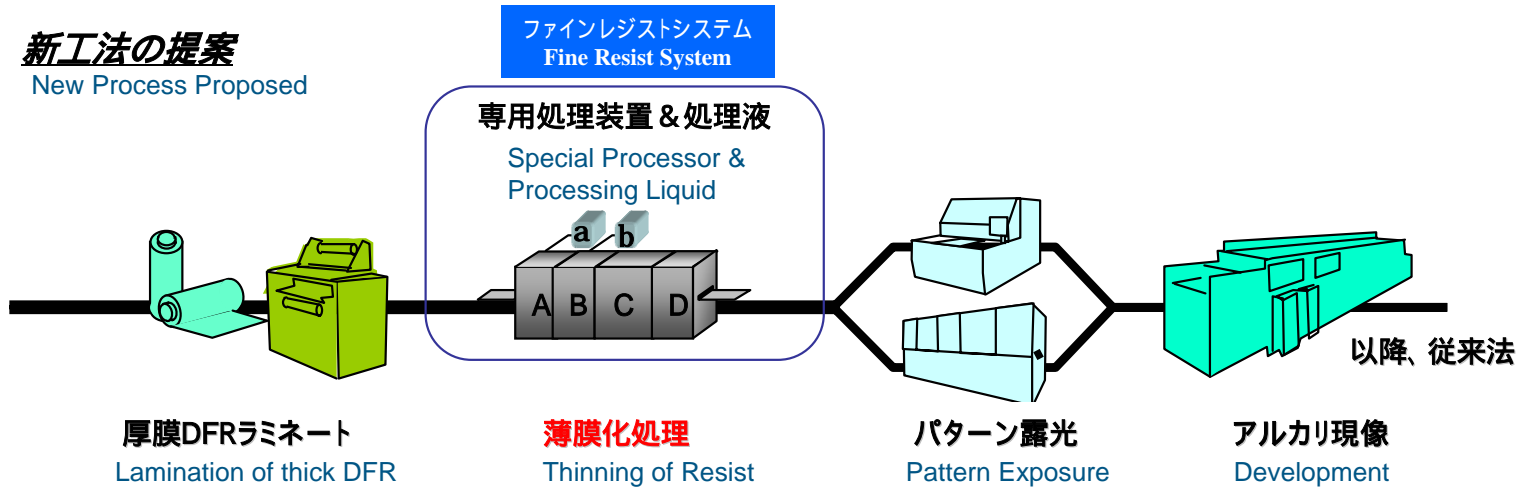 新工法の提案
New Process Proposed
ファインレジストシステム
Fine Resist System
専用処理装置＆処理液
Special Processor &
Processing Liquid
a b
A B C D
以降、従来法
厚膜DFRラミネート
Lamination of thick DFR
薄膜化処理
Thinning of Resist
パターン露光
Pattern Exposure
アルカリ現像
Development